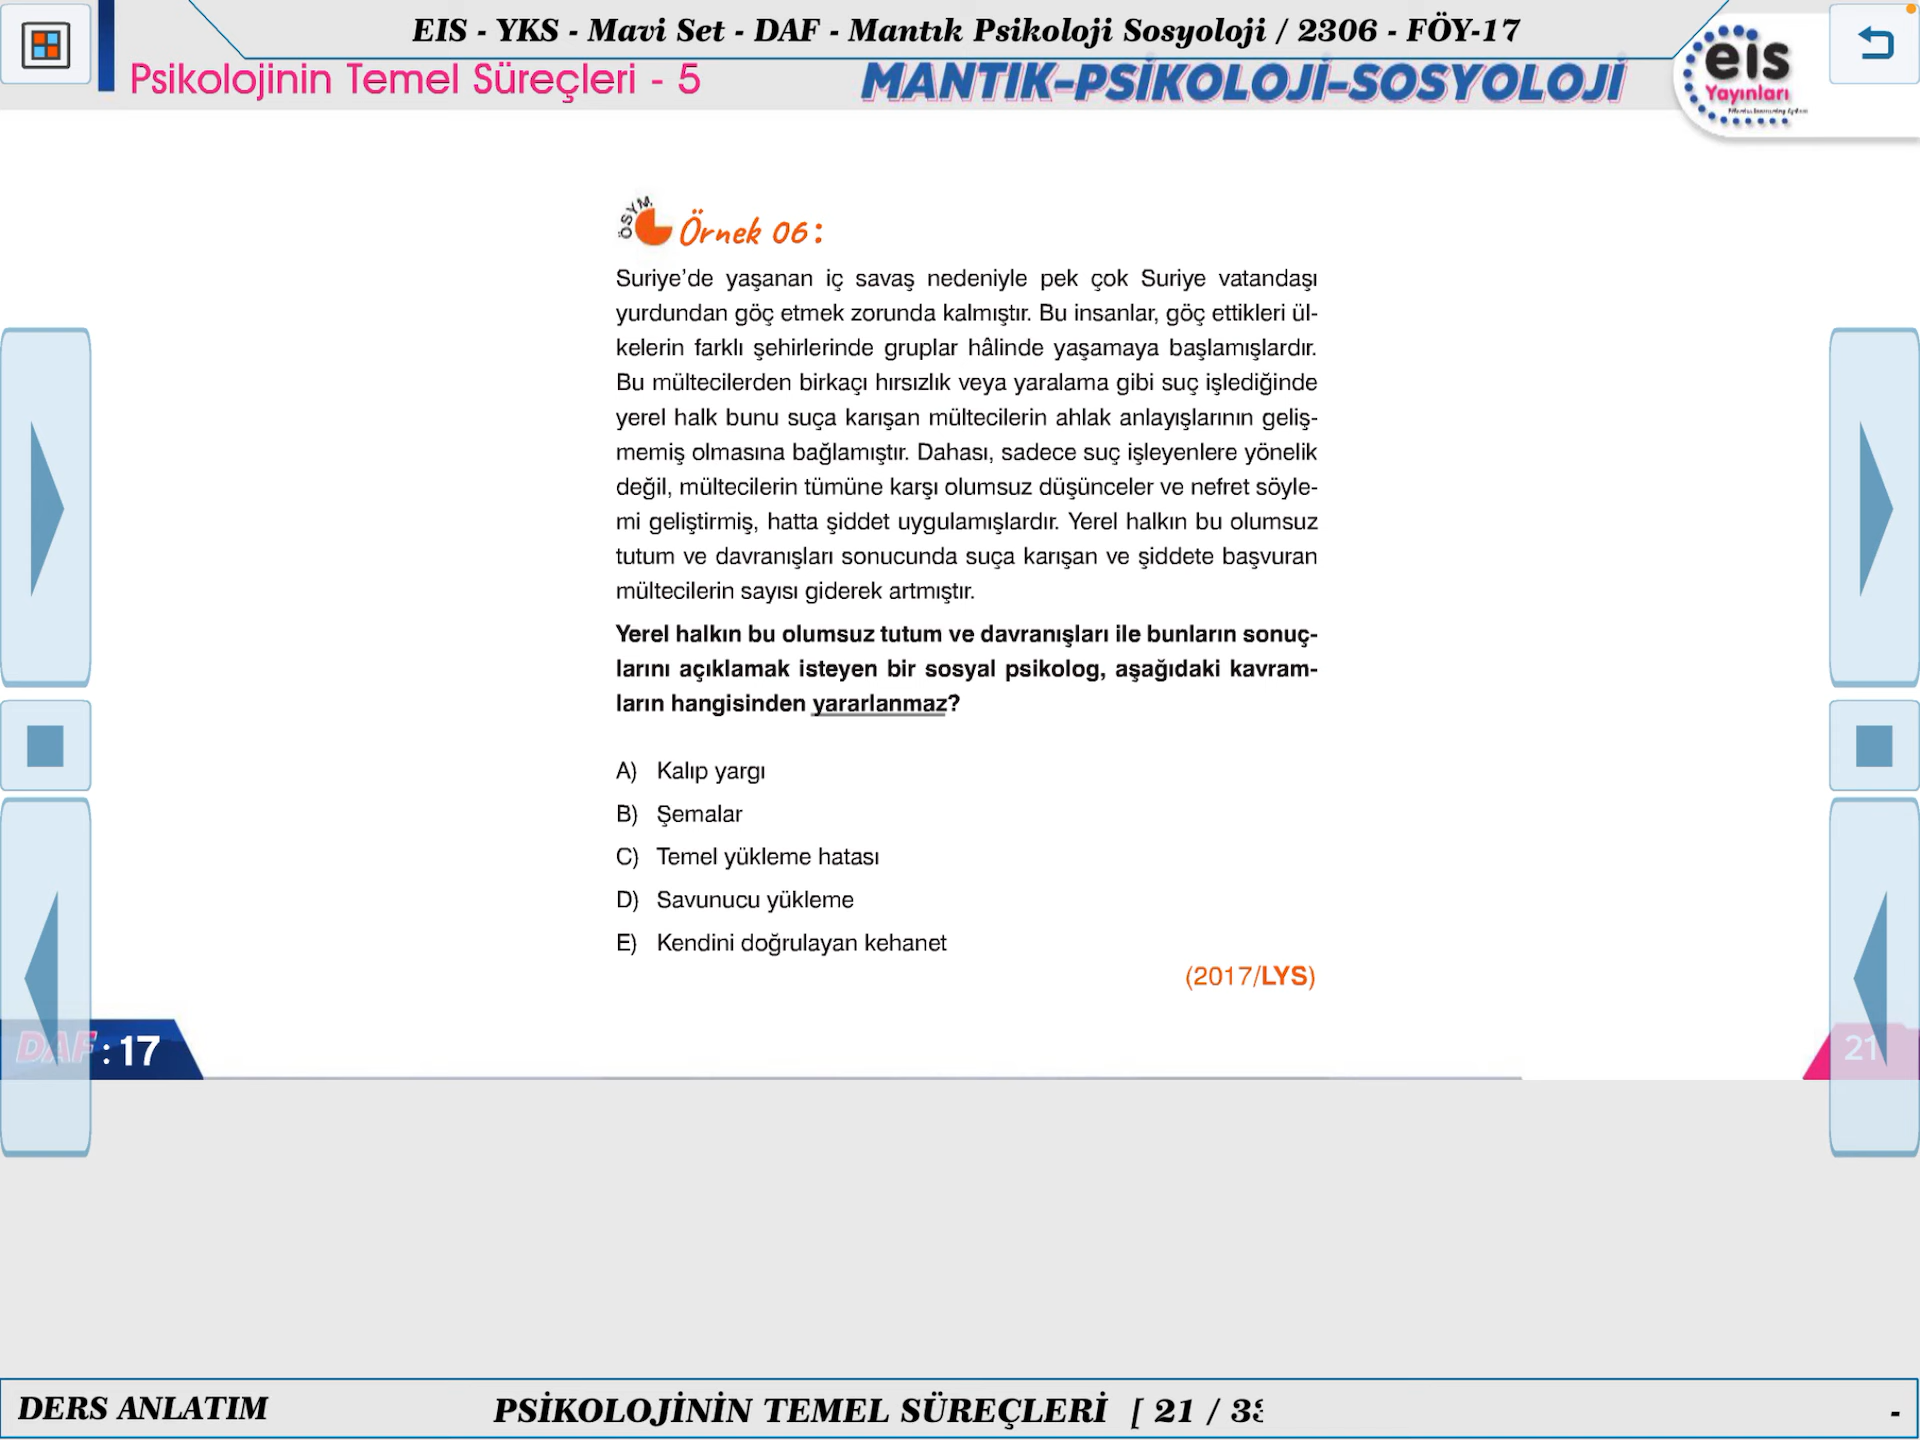 EIS - YKS - Mavi Set - DAF - Mantık Psikoloji Sosyoloji / 2306 - FÖY-17
Psikolojinin Temel Süreçleri - 5
MANTIK-PSİKOLOJİ-SOSYOLOJİ
eis
Yayınları
ÖSYM
Örnek 06:
Suriye’de yaşanan iç savaş nedeniyle pek çok Suriye vatandaşı
yurdundan göç etmek zorunda kalmıştır. Bu insanlar, göç ettikleri ül-
kelerin farklı şehirlerinde gruplar hâlinde yaşamaya başlamışlardır.
Bu mültecilerden birkaçı hırsızlık veya yaralama gibi suç işlediğinde
yerel halk bunu suça karışan mültecilerin ahlak anlayışlarının geliş-
memiş olmasına bağlamıştır. Dahası, sadece suç işleyenlere yönelik
değil, mültecilerin tümüne karşı olumsuz düşünceler ve nefret söyle-
mi geliştirmiş, hatta şiddet uygulamışlardır. Yerel halkın bu olumsuz
tutum ve davranışları sonucunda suça karışan ve şiddete başvuran
mültecilerin sayısı giderek artmıştır.
Yerel halkın bu olumsuz tutum ve davranışları ile bunların sonuç-
larını açıklamak isteyen bir sosyal psikolog, aşağıdaki kavram-
ların hangisinden yararlanmaz?
A) Kalıp yargı
B) Şemalar
C) Temel yükleme hatası
D) Savunucu yükleme
E) Kendini doğrulayan kehanet
(2017/LYS)
DAF : 17
21
DERS ANLATIM
PSİKOLOJİNİN TEMEL SÜREÇLERİ [ 21 / 3
-